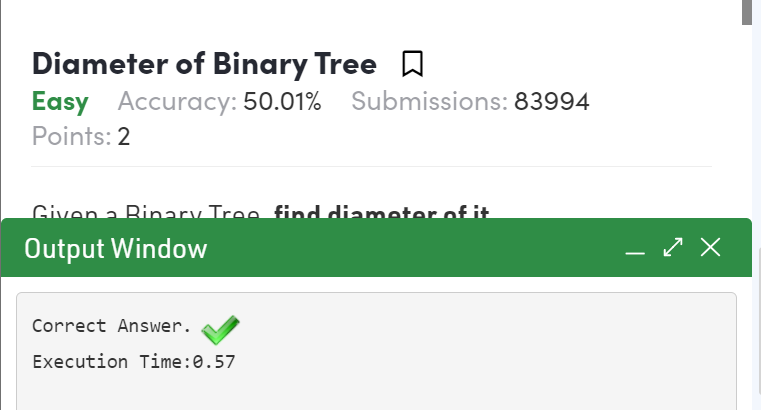 Diameter of Binary Tree
Easy Accuracy: 50.01% Submissions: 83994
Points: 2
Given a Binary Tree, find diameter of it.
Output Window
Correct Answer.
Execution Time:0.57